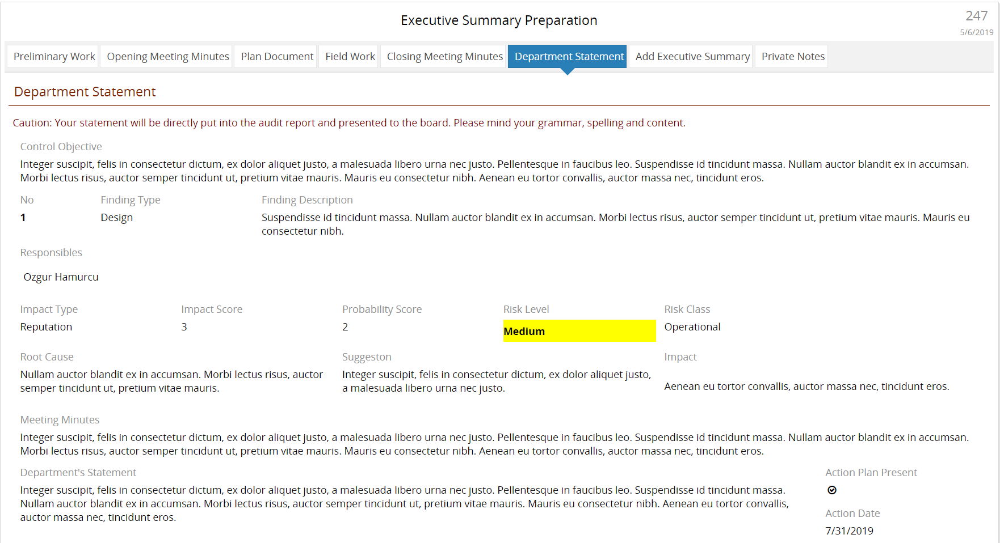 Executive Summary Preparation
247
5/6/2019
Preliminary Work
Opening Meeting Minutes
Plan Document
Field Work
Closing Meeting Minutes
Department Statement
Add Executive Summary
Private Notes
Department Statement
Caution: Your statement will be directly put into the audit report and presented to the board. Please mind your grammar, spelling and content.
Control Objective
Integer suscipit, felis in consectetur dictum, ex dolor aliquet justo, a malesuada libero urna nec justo. Pellentesque in faucibus leo. Suspendisse id tincidunt massa. Nullam auctor blandit ex in accumsan.
Morbi lectus risus, auctor semper tincidunt ut, pretium vitae mauris. Mauris eu consectetur nibh. Aenean eu tortor convallis, auctor massa nec, tincidunt eros.
No
Finding Type
Finding Description
1
Design
Suspendisse id tincidunt massa. Nullam auctor blandit ex in accumsan. Morbi lectus risus, auctor semper tincidunt ut, pretium vitae mauris. Mauris eu
consectetur nibh.
Responsibles
Ozgur Hamurcu
Impact Type
Impact Score
Probability Score
Risk Level
Risk Class
Reputation
3
2
Medium
Operational
Root Cause
Suggeston
Impact
Nullam auctor blandit ex in accumsan. Morbi lectus risus, auctor
semper tincidunt ut, pretium vitae mauris.
Integer suscipit, felis in consectetur dictum, ex dolor aliquet justo,
a malesuada libero urna nec justo.
Aenean eu tortor convallis, auctor massa nec, tincidunt eros.
Meeting Minutes
Integer suscipit, felis in consectetur dictum, ex dolor aliquet justo, a malesuada libero urna nec justo. Pellentesque in faucibus leo. Suspendisse id tincidunt massa. Nullam auctor blandit ex in accumsan.
Morbi lectus risus, auctor semper tincidunt ut, pretium vitae mauris. Mauris eu consectetur nibh. Aenean eu tortor convallis, auctor massa nec, tincidunt eros.
Department's Statement
Integer suscipit, felis in consectetur dictum, ex dolor aliquet justo, a malesuada libero urna nec justo. Pellentesque in faucibus leo. Suspendisse id tincidunt massa.
Nullam auctor blandit ex in accumsan. Morbi lectus risus, auctor semper tincidunt ut, pretium vitae mauris. Mauris eu consectetur nibh. Aenean eu tortor convallis,
auctor massa nec, tincidunt eros.
Action Plan Present
Action Date
7/31/2019